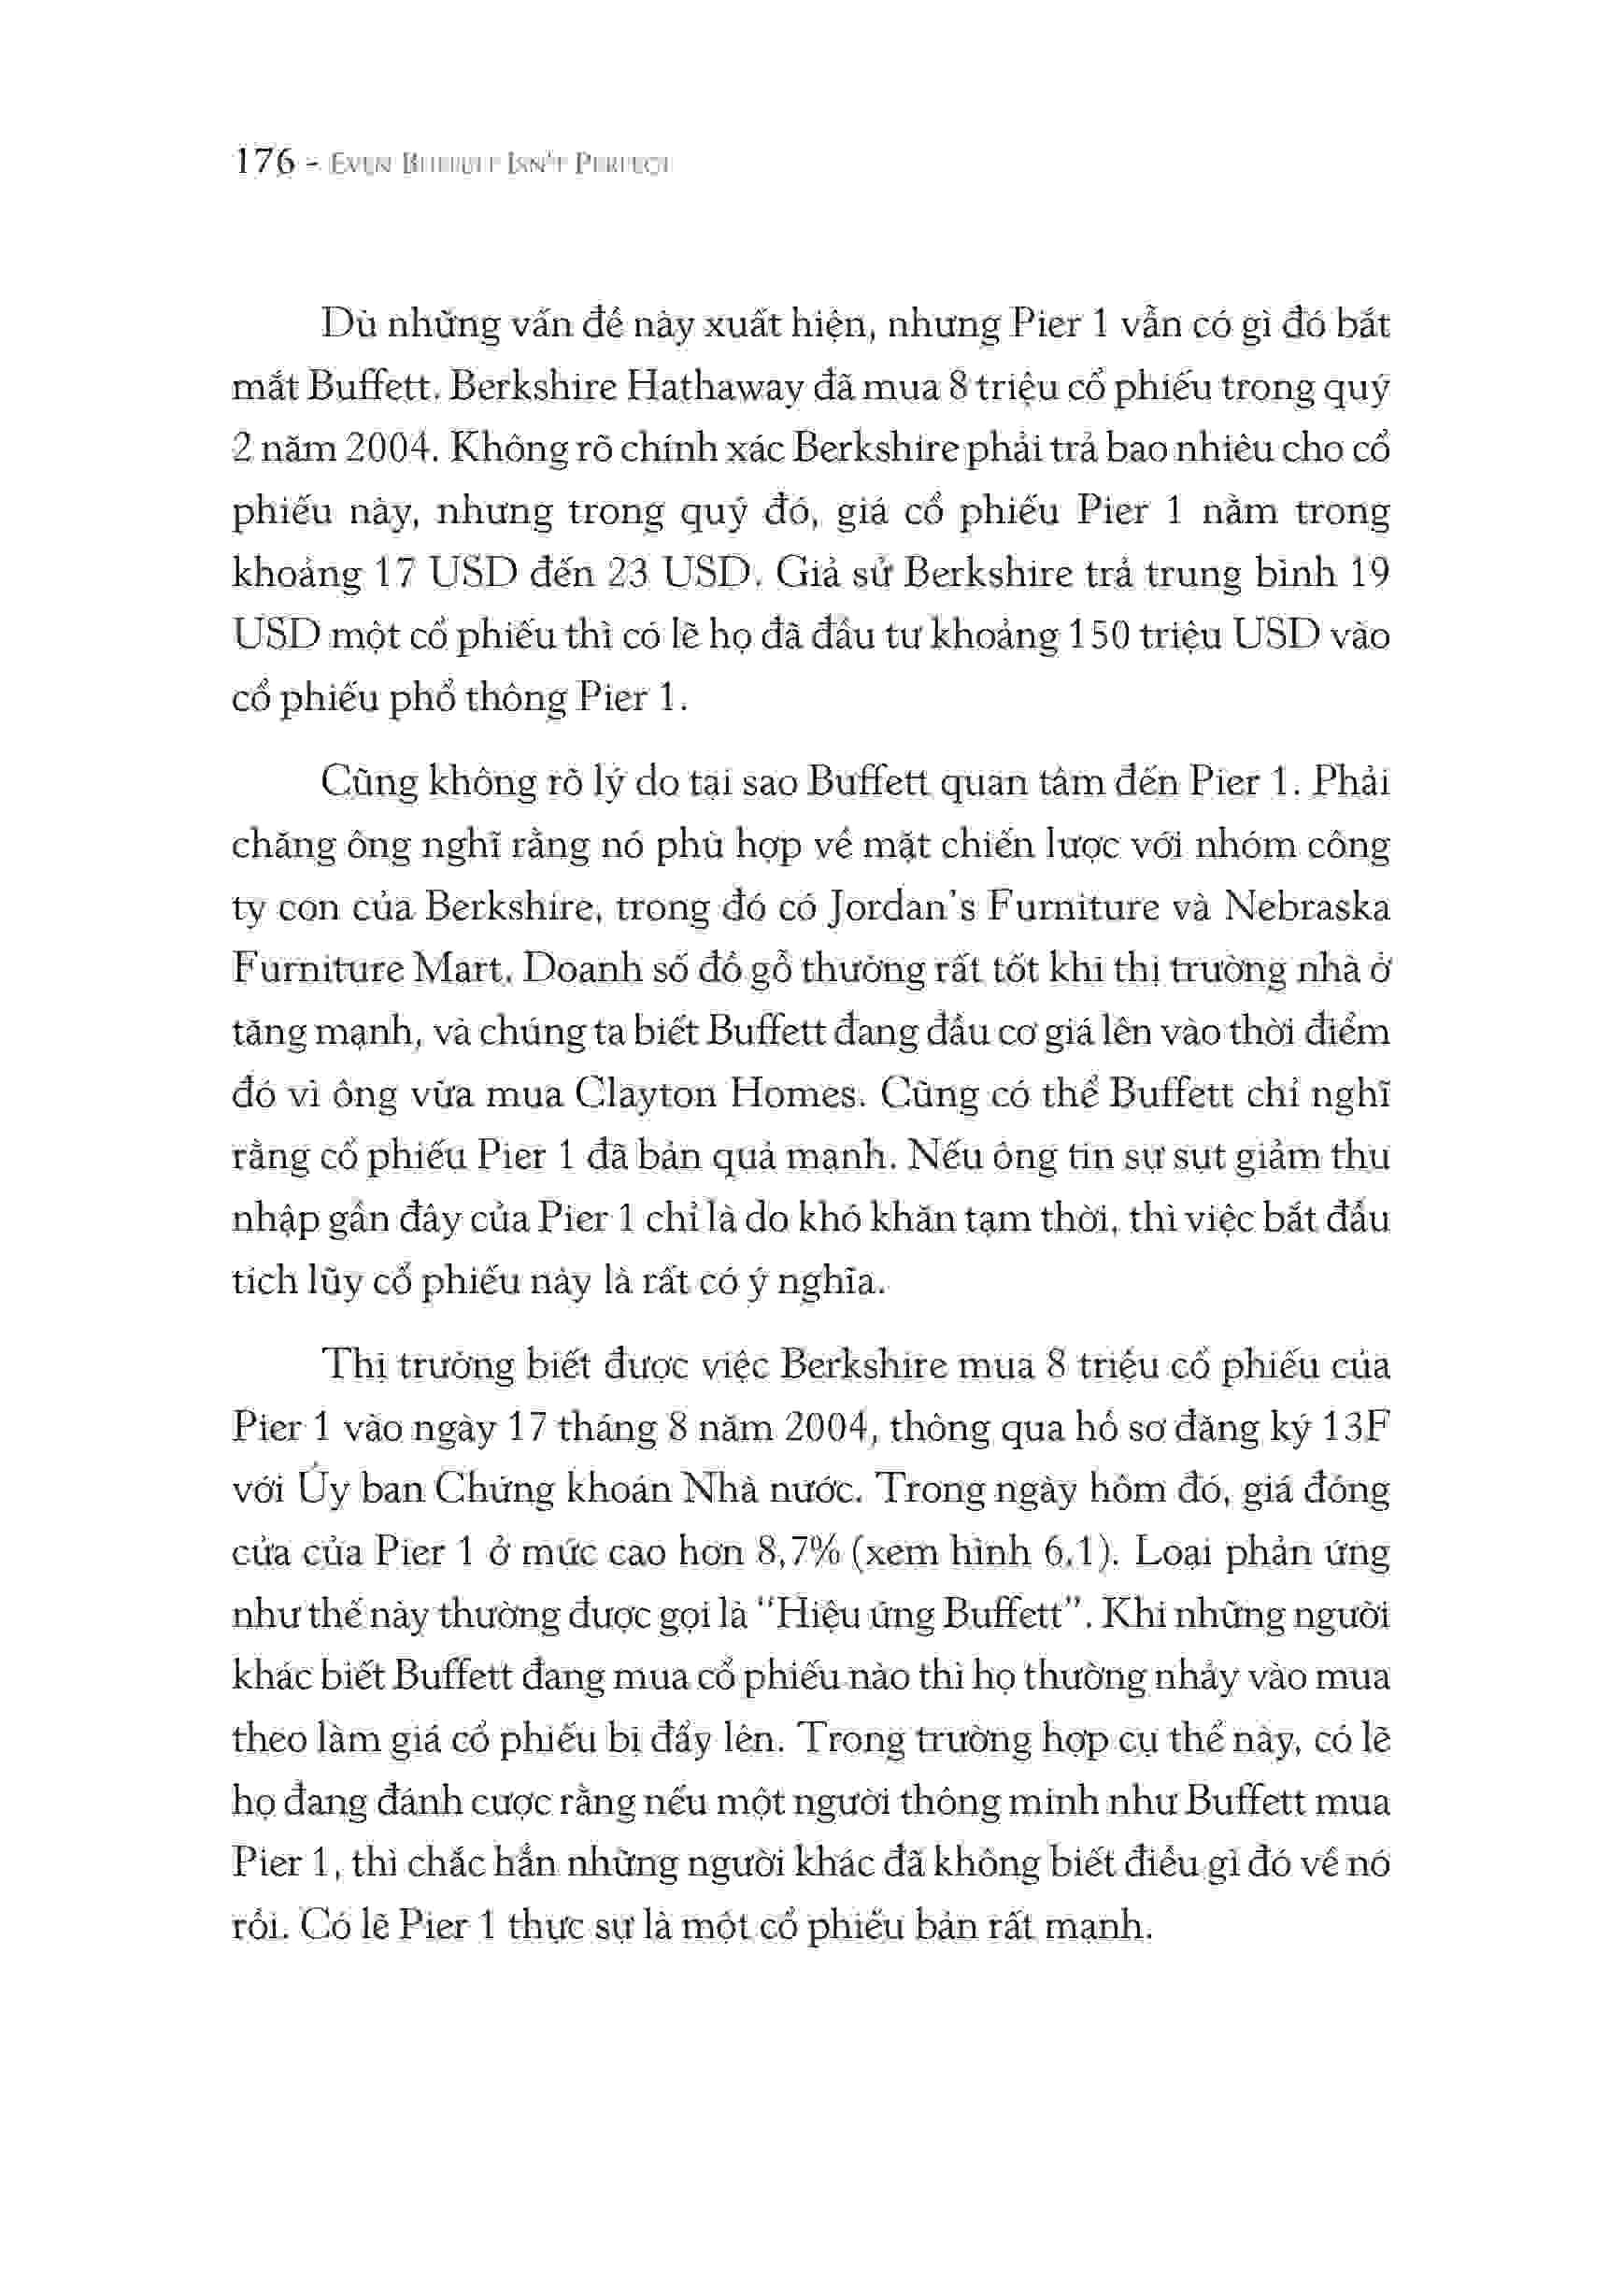 176 - EVEN BUFFETT ISN'T PERFECT
Dù những vấn đề này xuất hiện, nhưng Pier 1 vẫn có gì đó bắt
mắt Buffett. Berkshire Hathaway đã mua 8 triệu cổ phiếu trong quý
2 năm 2004. Không rõ chính xác Berkshire phải trả bao nhiêu cho cổ
phiếu này, nhưng trong quý đó, giá cổ phiếu Pier 1 nằm trong
khoảng 17 USD đến 23 USD. Giả sử Berkshire trả trung bình 19
USD một cổ phiếu thì có lẽ họ đã đầu tư khoảng 150 triệu USD vào
cổ phiếu phổ thông Pier 1.
Cũng không rõ lý do tại sao Buffett quan tâm đến Pier 1. Phải
chăng ông nghĩ rằng nó phù hợp về mặt chiến lược với nhóm công
ty con của Berkshire, trong đó có Jordan's Furniture và Nebraska
Furniture Mart. Doanh số đồ gỗ thường rất tốt khi thị trường nhà ở
tăng mạnh, và chúng ta biết Buffett đang đầu cơ giá lên vào thời điểm
đó vì ông vừa mua Clayton Homes. Cũng có thể Buffett chỉ nghĩ
rằng cổ phiếu Pier 1 đã bán quá mạnh. Nếu ông tin sự sụt giảm thu
nhập gần đây của Pier 1 chỉ là do khó khăn tạm thời, thì việc bắt đầu
tích lũy cổ phiếu này là rất có ý nghĩa.
Thị trường biết được việc Berkshire mua 8 triệu cổ phiếu của
Pier 1 vào ngày 17 tháng 8 năm 2004, thông qua hồ sơ đăng ký 13F
với Ủy ban Chứng khoán Nhà nước. Trong ngày hôm đó, giá đóng
cửa của Pier 1 ở mức cao hơn 8,7% (xem hình 6.1). Loại phản ứng
như thế này thường được gọi là "Hiệu ứng Buffett". Khi những người
khác biết Buffett đang mua cổ phiếu nào thì họ thường nhảy vào mua
theo làm giá cổ phiếu bị đẩy lên. Trong trường hợp cụ thể này, có lẽ
họ đang đánh cược rằng nếu một người thông minh như Buffett mua
Pier 1, thì chắc hẳn những người khác đã không biết điều gì đó về nó
rồi. Có lẽ Pier 1 thực sự là một cổ phiếu bán rất mạnh.